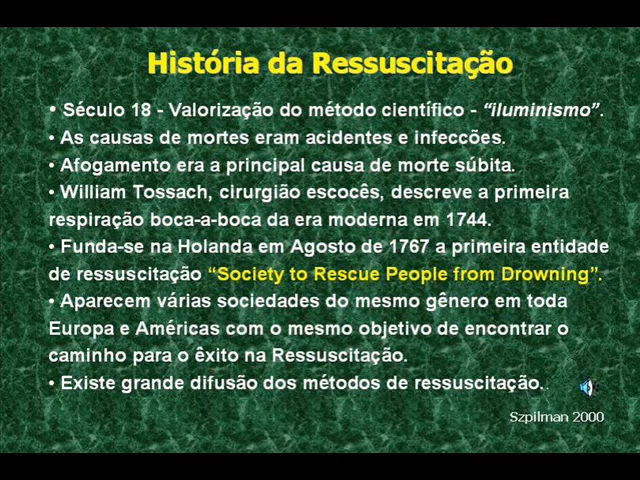 História da Ressuscitação
• Século 18 - Valorização do método científico - “iluminismo”.
• As causas de mortes eram acidentes e infecções.
• Afogamento era a principal causa de morte súbita.
• William Tossach, cirurgião escocês, descreve a primeira
respiração boca-a-boca da era moderna em 1744.
• Funda-se na Holanda em Agosto de 1767 a primeira entidade
de ressuscitação “Society to Rescue People from Drowning”.
• Aparecem várias sociedades do mesmo gênero em toda
Europa e Américas com o mesmo objetivo de encontrar o
caminho para o êxito na Ressuscitação.
• Existe grande difusão dos métodos de ressuscitação. .
Szpilman 2000